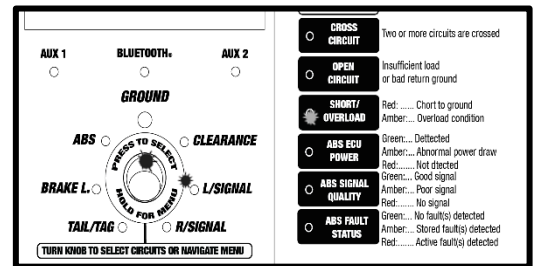 AUX 1
BLUETOOTH®
AUX 2
GROUND
ABS
CLEARANCE
PRESS TO SELECT
HOLD FOR MENU
BRAKE L.
L/SIGNAL
TAIL/TAG
R/SIGNAL
TURN KNOB TO SELECT CIRCUITS OR NAVIGATE MENU
CROSS CIRCUIT
Two or more circuits are crossed
OPEN CIRCUIT
Insufficient load
or bad return ground
SHORT/ OVERLOAD
Red: ...... Chort to ground
Amber:... Overload condition
ABS ECU POWER
Green:... Dettected
Amber:... Abnormal power draw
Red:....... Not dtected
ABS SIGNAL QUALITY
Green:... Good signal
Amber:... Poor signal
Red:....... No signal
ABS FAULT STATUS
Green:... No fault(s) detected
Amber:... Stored fault(s) detected
Red:....... Active fault(s) detected